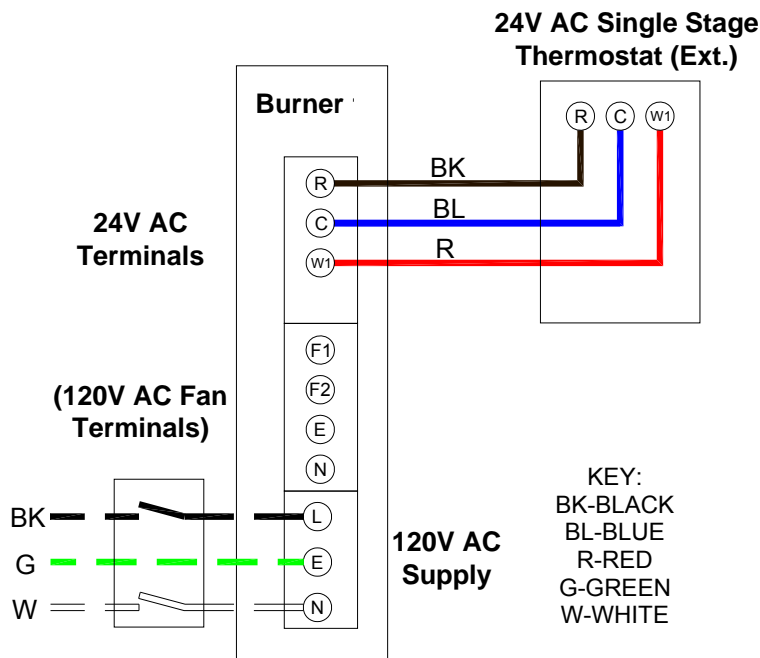 24V AC Single Stage
Thermostat (Ext.)
Burner
R C W1
R
BK
C
BL
W1
R
24V AC
Terminals
F1
F2
E
N
(120V AC Fan
Terminals)
BK
L
G
E
W
N
120V AC
Supply
KEY:
BK-BLACK
BL-BLUE
R-RED
G-GREEN
W-WHITE